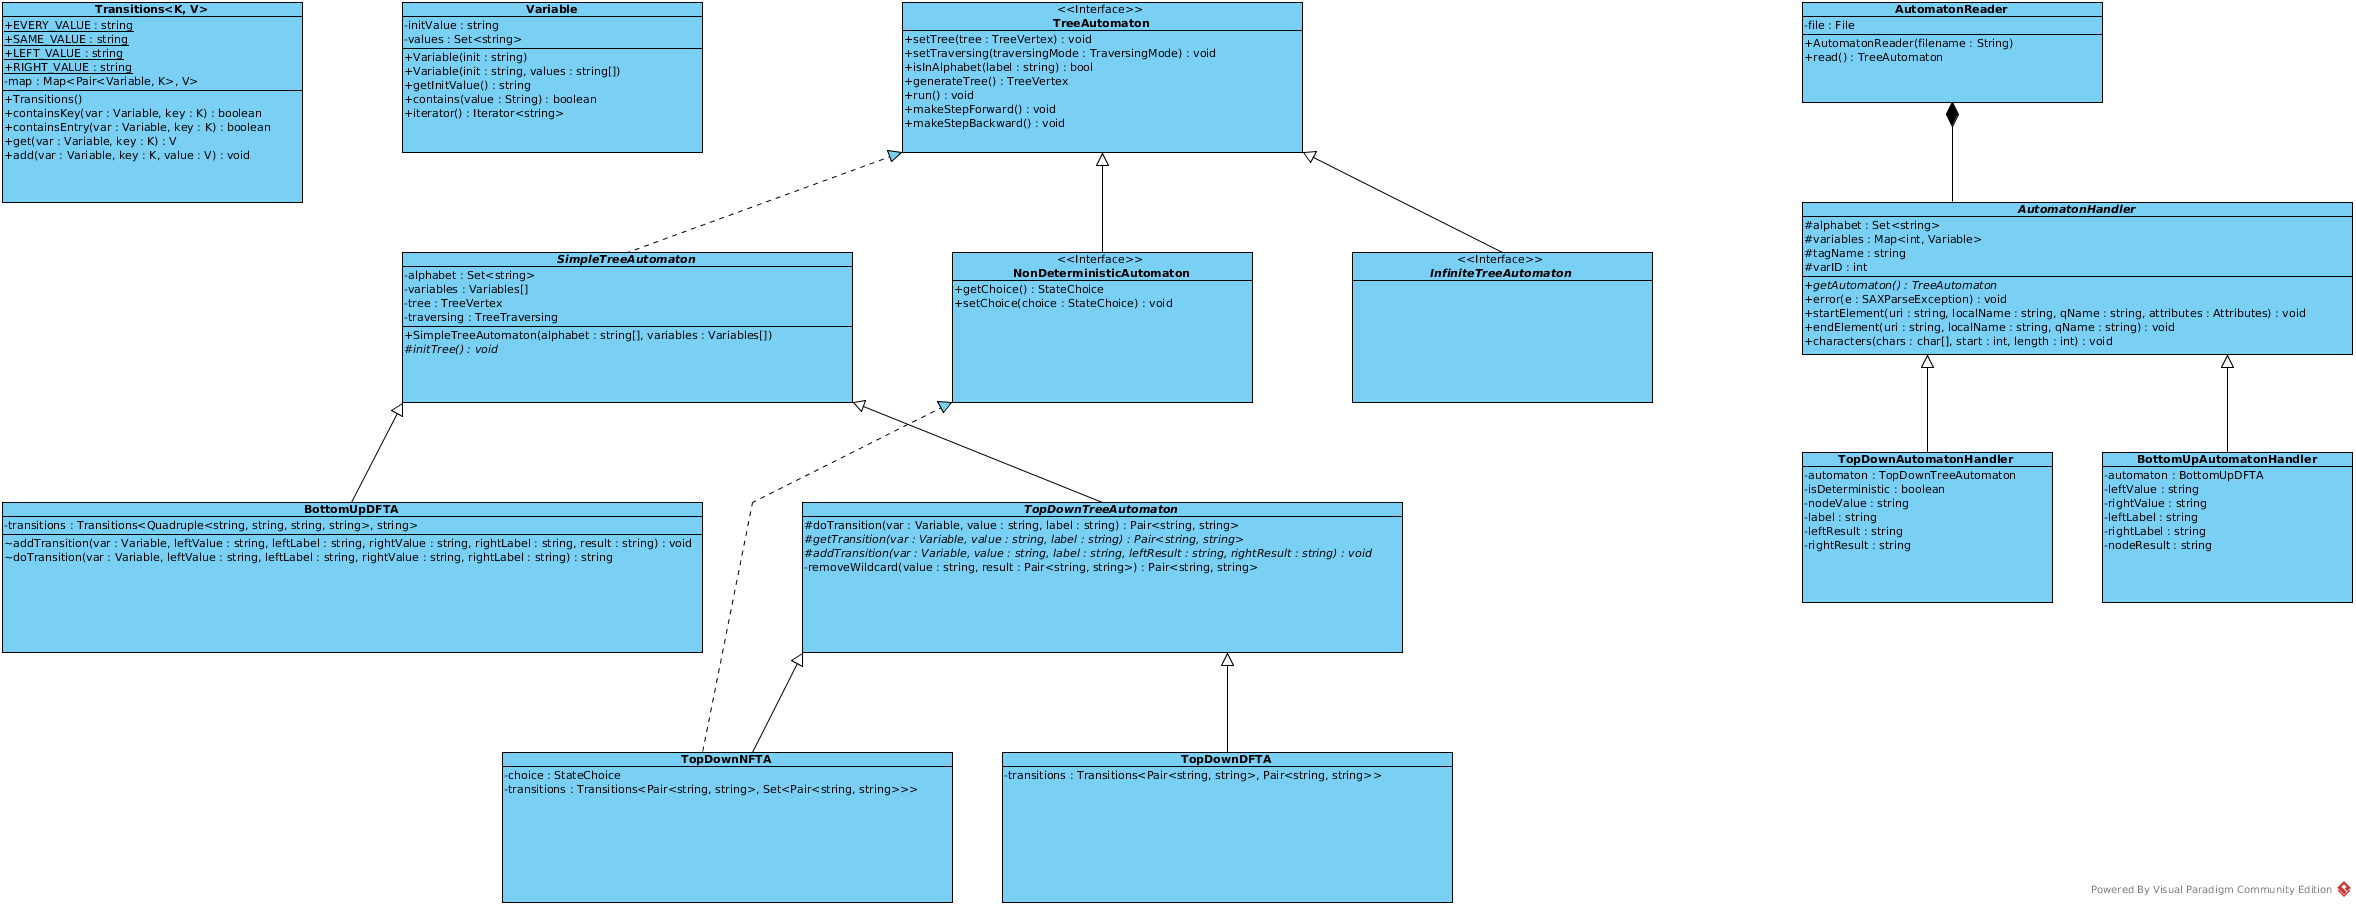 Transitions<K, V>
+EVERY_VALUE : string
+SAME_VALUE : string
+LEFT_VALUE : string
+RIGHT_VALUE : string
-map : Map<Pair<Variable, K>, V>
+Transitions()
+containsKey(var : Variable, key : K) : boolean
+containsEntry(var : Variable, key : K) : boolean
+get(var : Variable, key : K) : V
+add(var : Variable, key : K, value : V) : void
Variable
-initValue : string
-values : Set<string>
+Variable(init : string)
+Variable(init : string, values : string[])
+getInitValue() : string
+contains(value : String) : boolean
+iterator() : Iterator<string>
<<Interface>>
TreeAutomaton
+setTree(tree : TreeVertex) : void
+setTraversing(traversingMode : TraversingMode) : void
+isInAlphabet(label : string) : bool
+generateTree() : TreeVertex
+run() : void
+makeStepForward() : void
+makeStepBackward() : void
AutomatonReader
-file : File
+AutomatonReader(filename : String)
+read() : TreeAutomaton
AutomatonHandler
#alphabet : Set<string>
#variables : Map<int, Variable>
#tagName : string
#varID : int
+getAutomaton() : TreeAutomaton
+error(e : SAXParseException) : void
+startElement(uri : string, localName : string, qName : string, attributes : Attributes) : void
+endElement(uri : string, localName : string, qName : string) : void
+characters(chars : char[], start : int, length : int) : void
SimpleTreeAutomaton
-alphabet : Set<string>
-variables : Variables[]
-tree : TreeVertex
-traversing : TreeTraversing
+SimpleTreeAutomaton(alphabet : string[], variables : Variables[])
#initTree() : void
<<Interface>>
NonDeterministicAutomaton
+getChoice() : StateChoice
+setChoice(choice : StateChoice) : void
<<Interface>>
InfiniteTreeAutomaton
TopDownAutomatonHandler
-automaton : TopDownTreeAutomaton
-isDeterministic : boolean
-nodeValue : string
-label : string
-leftResult : string
-rightResult : string
BottomUpAutomatonHandler
-automaton : BottomUpDFTA
-leftValue : string
-rightValue : string
-leftLabel : string
-rightLabel : string
-nodeResult : string
BottomUpDFTA
-transitions : Transitions<Quadruple<string, string, string, string>, string>
~addTransition(var : Variable, leftValue : string, leftLabel : string, rightValue : string, rightLabel : string, result : string) : void
~doTransition(var : Variable, leftValue : string, leftLabel : string, rightValue : string, rightLabel : string) : string
TopDownTreeAutomaton
#doTransition(var : Variable, value : string, label : string) : Pair<string, string>
#getTransition(var : Variable, value : string, label : string) : Pair<string, string>
#addTransition(var : Variable, value : string, label : string, leftResult : string, rightResult : string) : void
-removeWildcard(value : string, result : Pair<string, string>) : Pair<string, string>
TopDownNFTA
-choice : StateChoice
-transitions : Transitions<Pair<string, string>, Set<Pair<string, string>>>
TopDownDFTA
-transitions : Transitions<Pair<string, string>, Pair<string, string>>
Powered By Visual Paradigm Community Edition